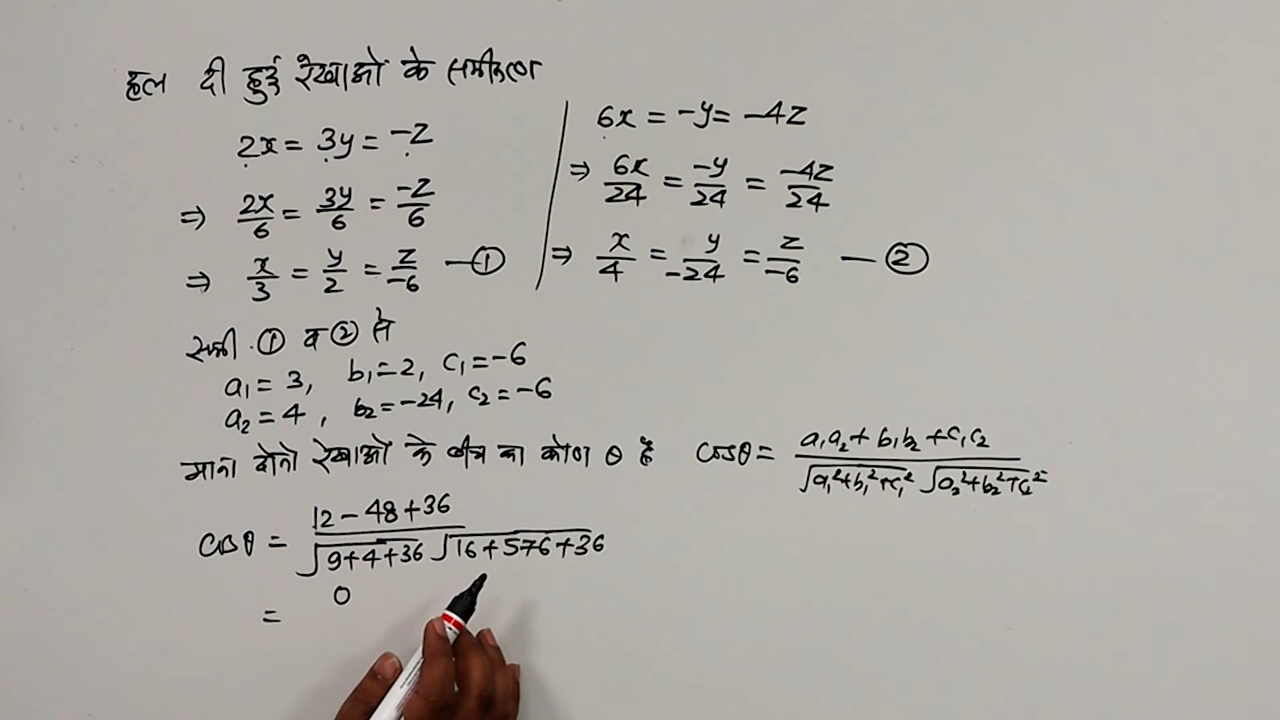 हल दी हुई रेखाओं के समीकरण
2x = 3y = -z
⇒ 2x/6 = 3y/6 = -z/6
⇒ x/3 = y/2 = z/-6 — ①
6x = -y = -4z
⇒ 6x/24 = -y/24 = -4z/24
⇒ x/4 = y/-24 = z/-6 — ②
समी. ① व ② से
a₁ = 3, b₁ = 2, c₁ = -6
a₂ = 4, b₂ = -24, c₂ = -6
माना दोनो रेखाओं के बीच का कोण θ है cosθ = (a₁a₂ + b₁b₂ + c₁c₂)/(√(a₁²+b₁²+c₁²) √(a₂²+b₂²+c₂²))
cosθ = (12 - 48 + 36)/(√(9+4+36) √(16+576+36))
= 0